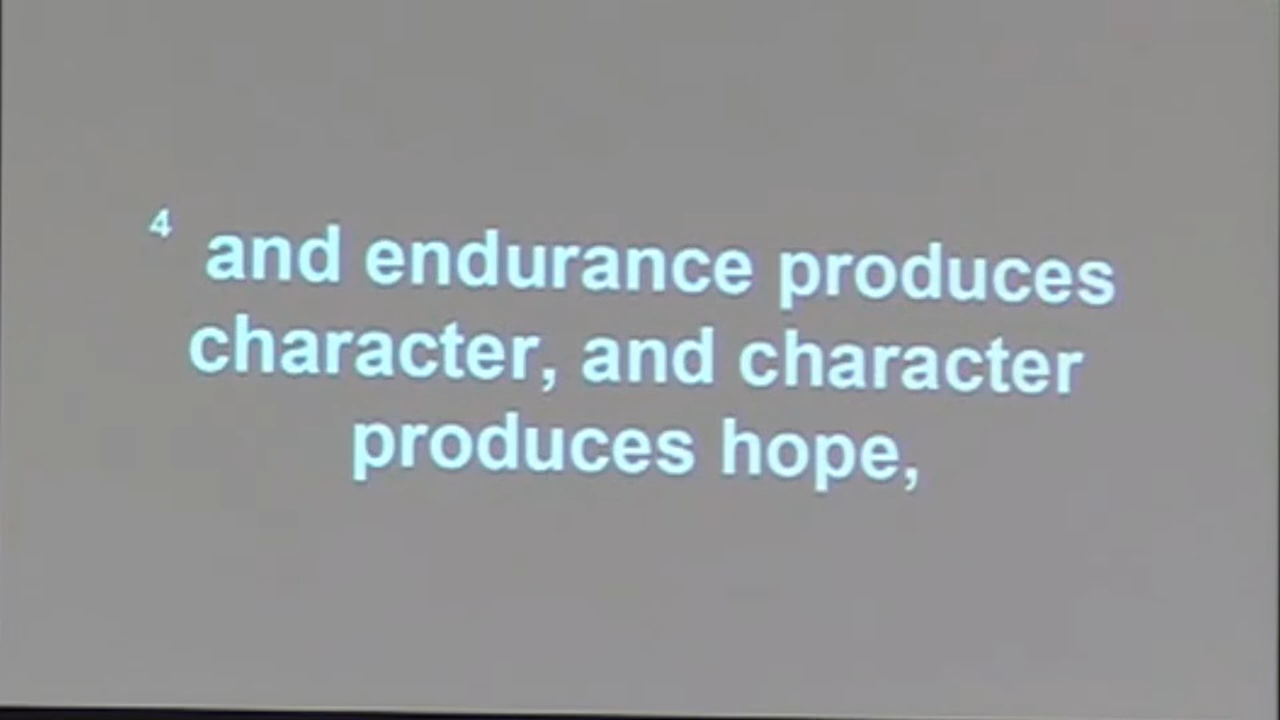 4 and endurance produces
character, and character
produces hope,